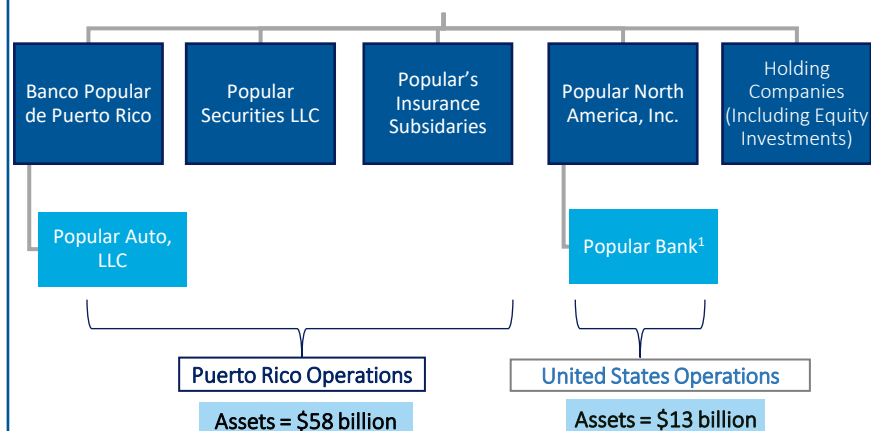 Banco Popular
de Puerto Rico
Popular
Securities LLC
Popular's
Insurance
Subsidaries
Popular North
America, Inc.
Holding
Companies
(Including Equity
Investments)
Popular Auto,
LLC
Popular Bank¹
Puerto Rico Operations
United States Operations
Assets = $58 billion
Assets = $13 billion